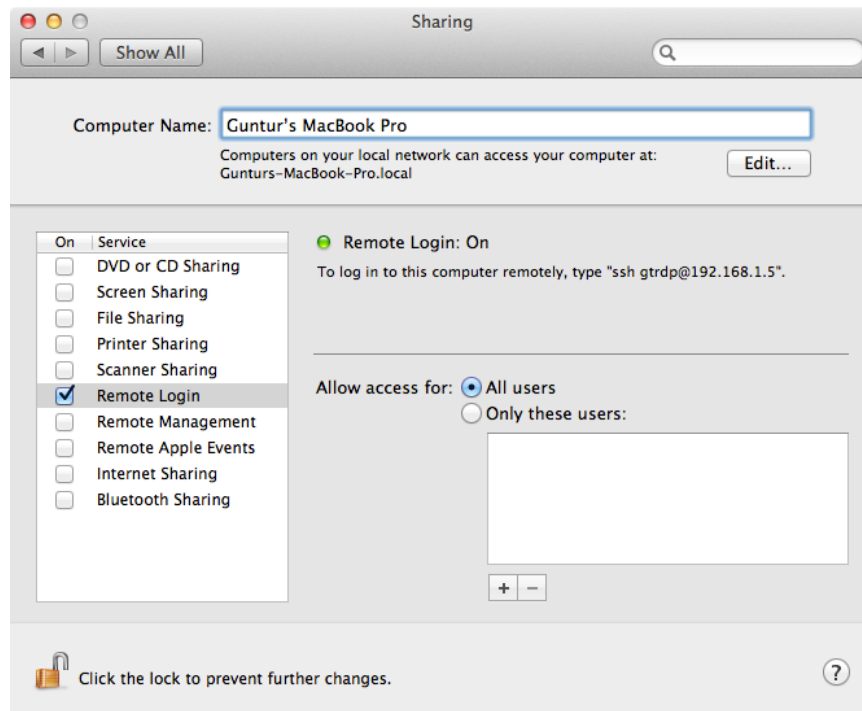 Sharing
Show All
Computer Name: Guntur's MacBook Pro
Computers on your local network can access your computer at:
Gunturs-MacBook-Pro.local
Edit...
On Service
DVD or CD Sharing
Screen Sharing
File Sharing
Printer Sharing
Scanner Sharing
Remote Login
Remote Management
Remote Apple Events
Internet Sharing
Bluetooth Sharing
Remote Login: On
To log in to this computer remotely, type "ssh gtrdp@192.168.1.5".
Allow access for: All users
Only these users:
+ −
Click the lock to prevent further changes.
?